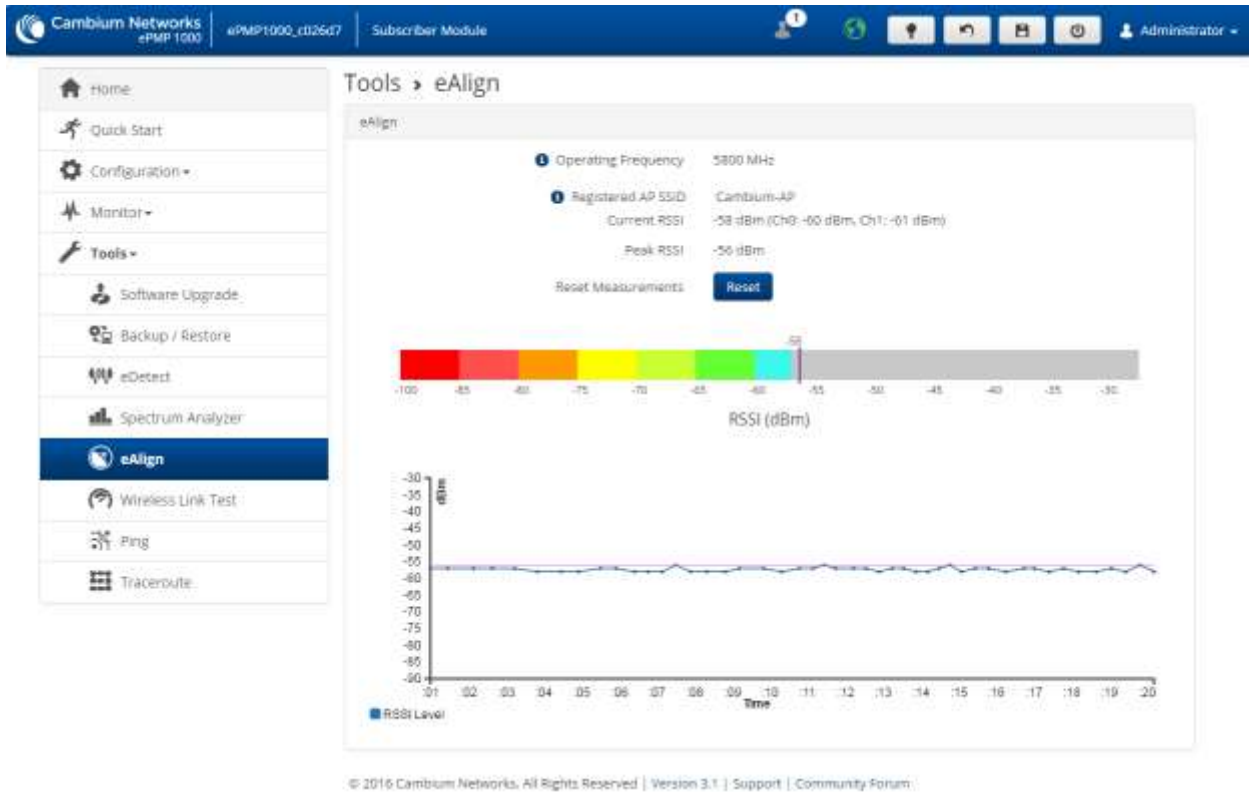 Cambium Networks
ePMP 1000
ePMP1000_c026d7
Subscriber Module
1
Administrator
Home
Quick Start
Configuration
Monitor
Tools
Software Upgrade
Backup / Restore
eDetect
Spectrum Analyzer
eAlign
Wireless Link Test
Ping
Traceroute
Tools > eAlign
eAlign
Operating Frequency 5800 MHz
Registered AP SSID Cambium-AP
Current RSSI -58 dBm (Ch0: -60 dBm, Ch1: -61 dBm)
Peak RSSI -56 dBm
Reset Measurements Reset
-100 -85 -80 -75 -70 -65 -60 -55 -50 -45 -40 -35 -30
RSSI (dBm)
dBm
-30
-35
-40
-45
-50
-55
-60
-65
-70
-75
-80
-85
-90
:01 :02 :03 :04 :05 :06 :07 :08 :09 :10 :11 :12 :13 :14 :15 :16 :17 :18 :19 :20
Time
RSSI Level
© 2016 Cambium Networks. All Rights Reserved | Version 3.1 | Support | Community Forum